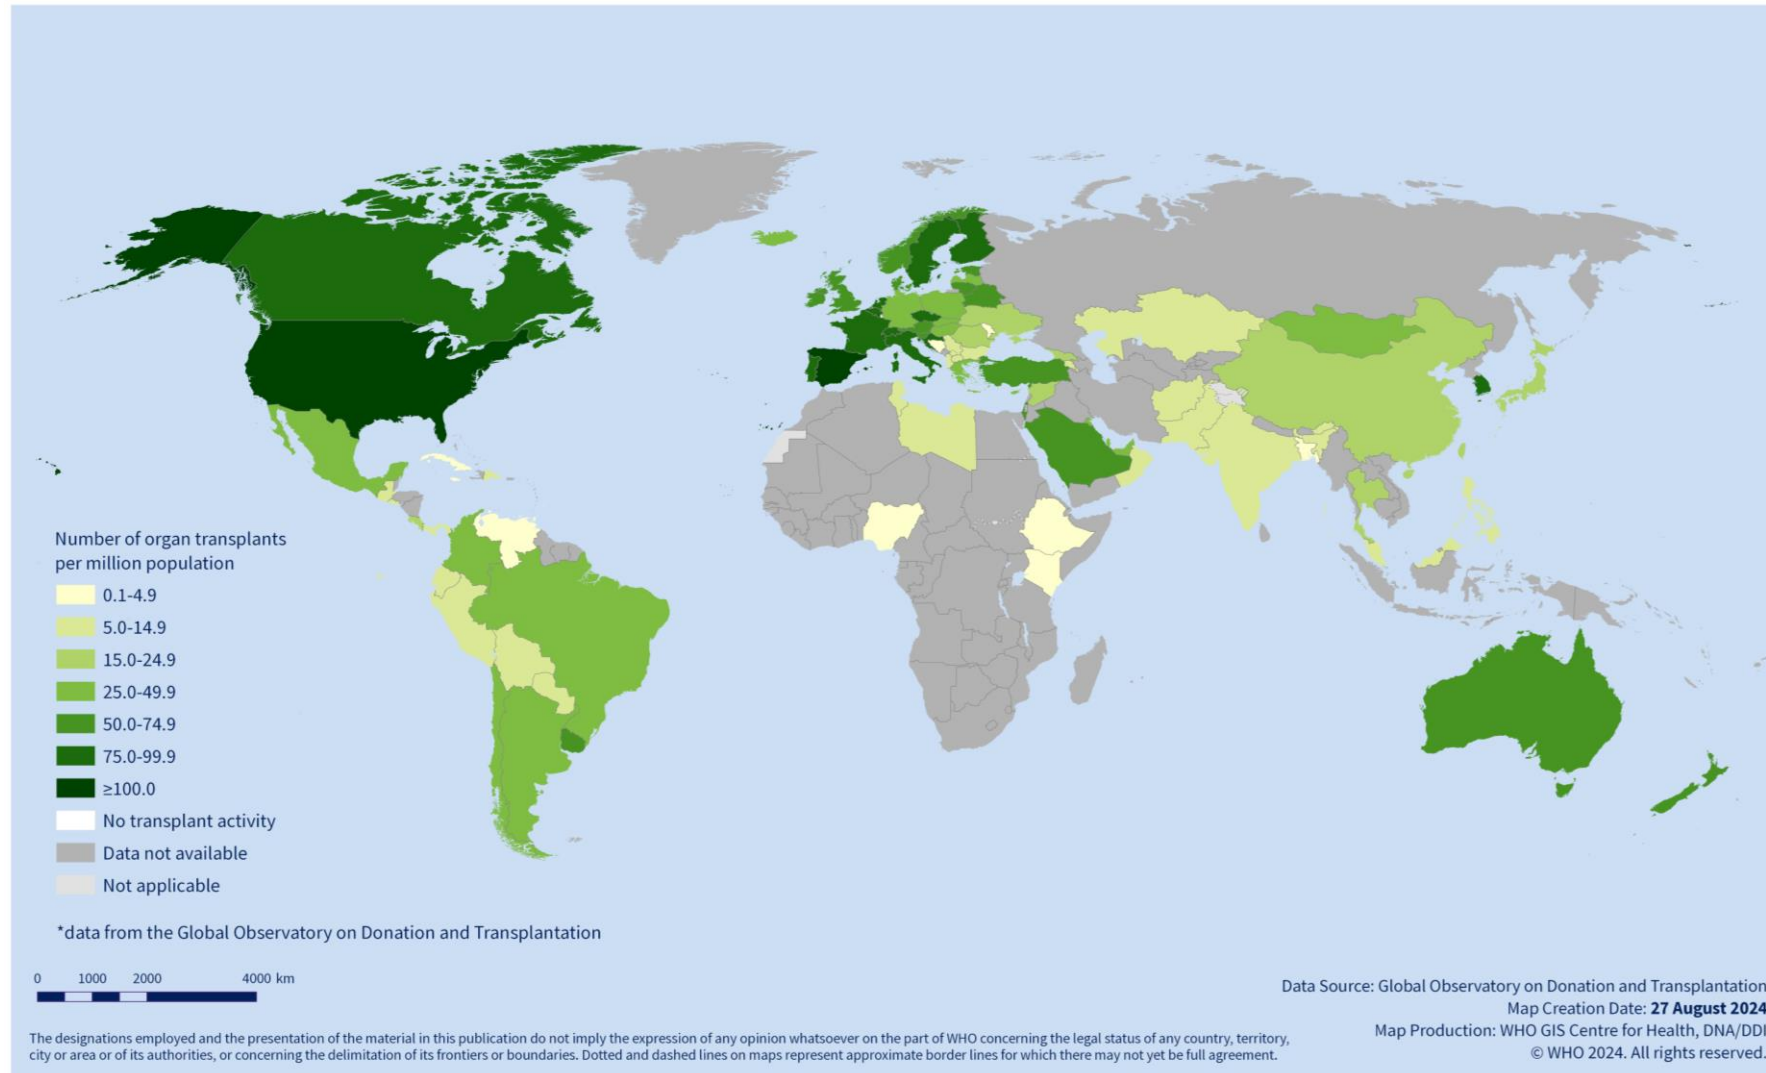 Number of organ transplants
per million population
0.1-4.9
5.0-14.9
15.0-24.9
25.0-49.9
50.0-74.9
75.0-99.9
≥100.0
No transplant activity
Data not available
Not applicable
*data from the Global Observatory on Donation and Transplantation
0 1000 2000 4000 km
Data Source: Global Observatory on Donation and Transplantation
Map Creation Date: 27 August 2024
Map Production: WHO GIS Centre for Health, DNA/DDI
© WHO 2024. All rights reserved.
The designations employed and the presentation of the material in this publication do not imply the expression of any opinion whatsoever on the part of WHO concerning the legal status of any country, territory,
city or area or of its authorities, or concerning the delimitation of its frontiers or boundaries. Dotted and dashed lines on maps represent approximate border lines for which there may not yet be full agreement.